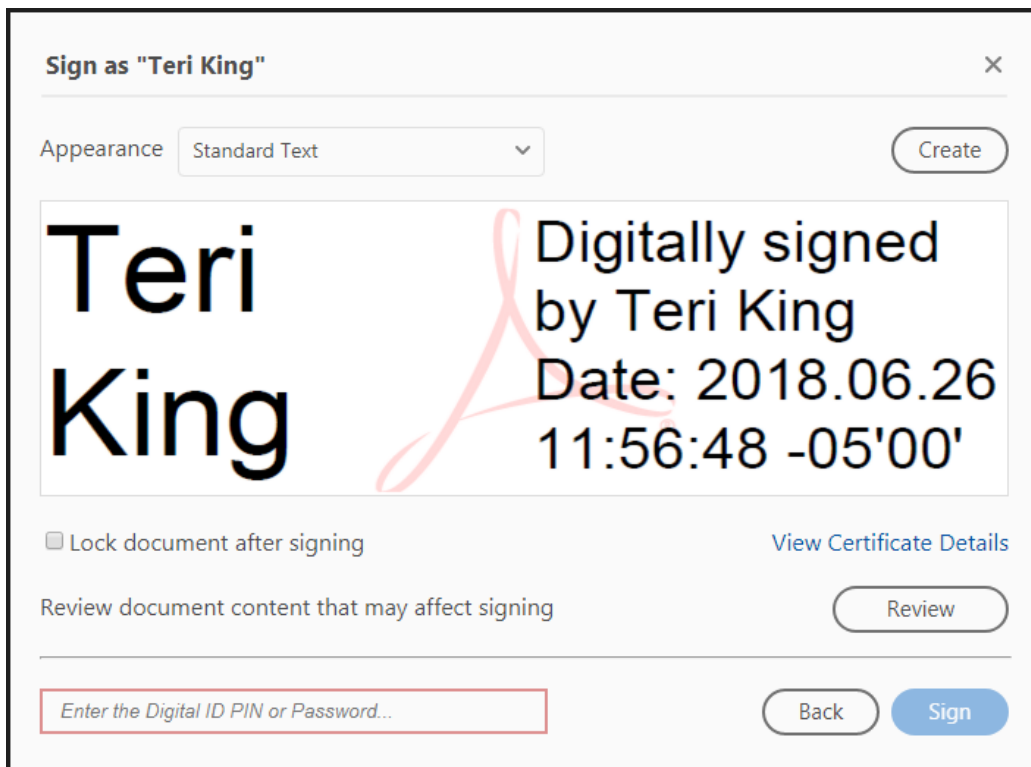 Sign as "Teri King"
Appearance Standard Text Create
Teri
King
Digitally signed
by Teri King
Date: 2018.06.26
11:56:48 -05'00'
Lock document after signing View Certificate Details
Review document content that may affect signing Review
Enter the Digital ID PIN or Password... Back Sign